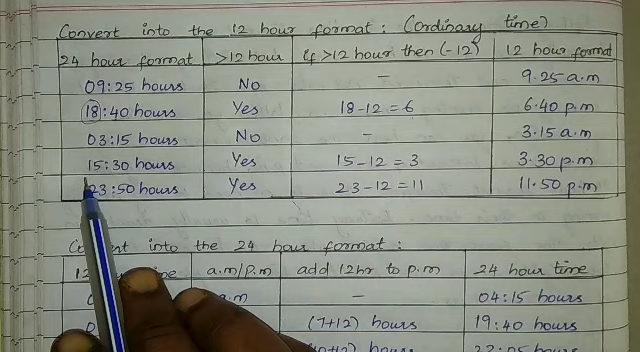 Convert into the 12 hour format : (ordinary time)
24 hour format >12 hour if >12 hour then (-12) 12 hour format
09:25 hours No — 9.25 a.m
18:40 hours Yes 18-12 = 6 6.40 p.m
03:15 hours No — 3.15 a.m
15:30 hours Yes 15-12 = 3 3.30 p.m
23:50 hours Yes 23-12 = 11 11.50 p.m
into the 24 hour format :
a.m/p.m add 12hr to p.m 24 hour time
a.m — 04:15 hours
(7+12) hours 19:40 hours
hours 22:05 hours